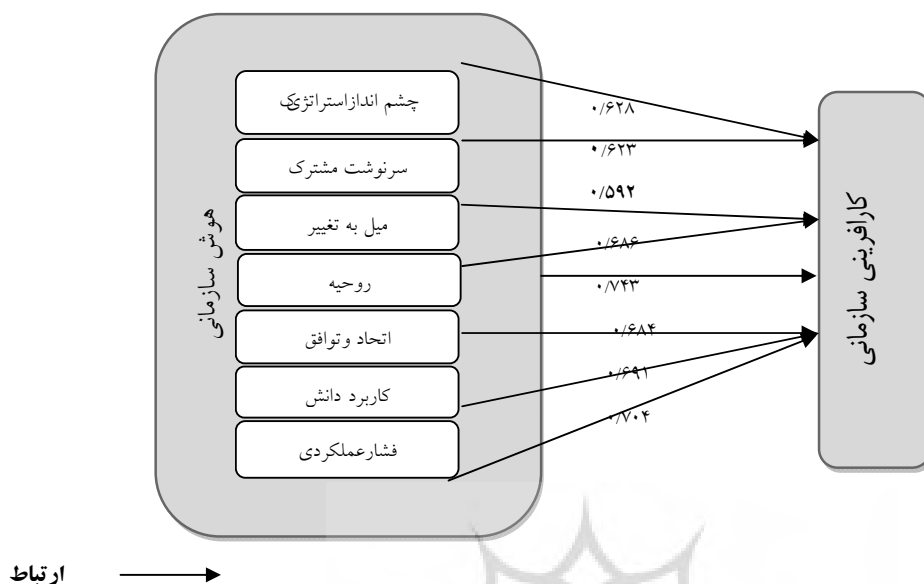 هوش سازمانی
چشم اندازاستراتژیک
سرنوشت مشترک
میل به تغییر
روحیه
اتحاد وتوافق
کاربرد دانش
فشارعملکردی
۰/۶۲۸
۰/۶۲۳
۰/۵۹۲
۰/۶۸۶
۰/۷۴۳
۰/۶۸۴
۰/۶۹۱
۰/۷۰۴
کارافرینی سازمانی
ارتباط